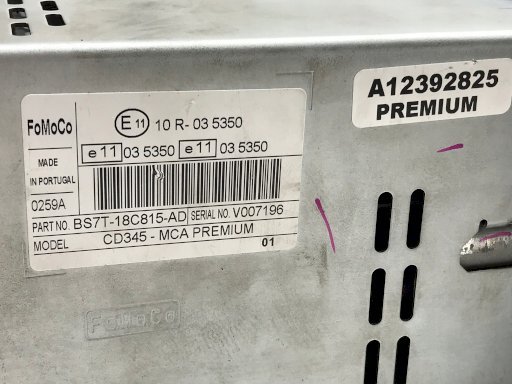 A12392825
PREMIUM
FoMoCo
E 11 10 R- 03 5350
e 11 03 5350 e 11 03 5350
MADE
IN PORTUGAL
0259A
PART NO. BS7T-18C815-AD SERIAL NO. V007196
MODEL CD345 - MCA PREMIUM 01
FoMoCo